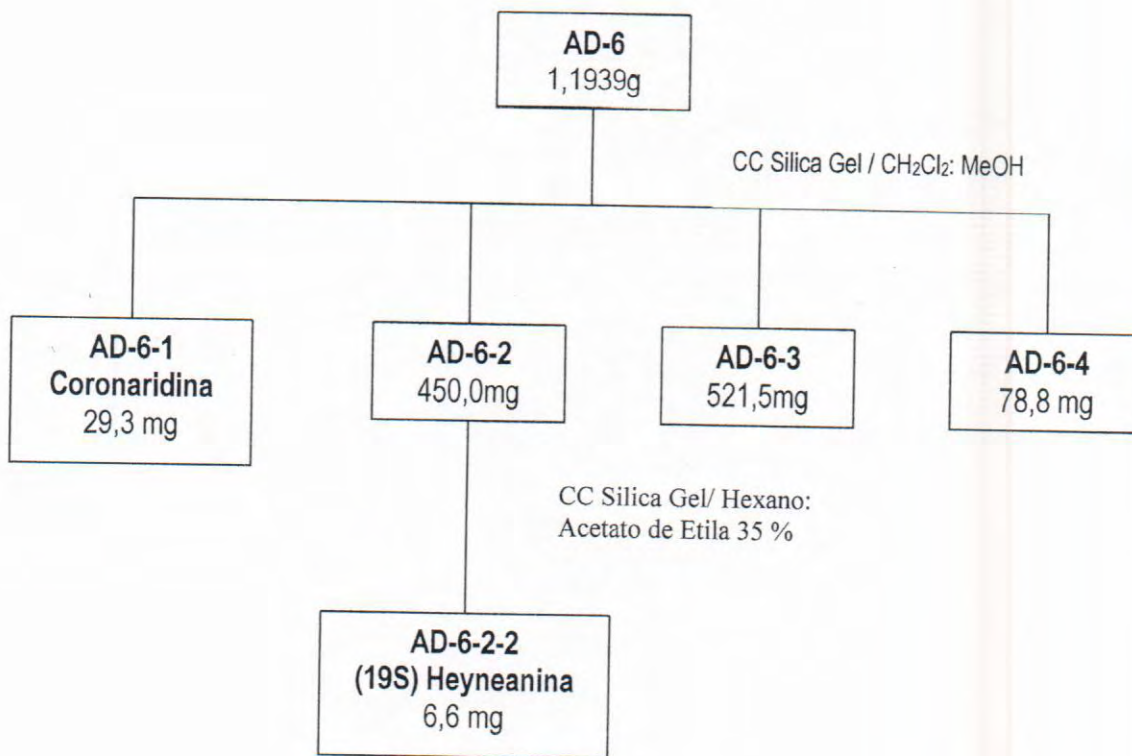 AD-6
1,1939g
CC Silica Gel / CH₂Cl₂: MeOH
AD-6-1
Coronaridina
29,3 mg
AD-6-2
450,0mg
AD-6-3
521,5mg
AD-6-4
78,8 mg
CC Silica Gel/ Hexano:
Acetato de Etila 35 %
AD-6-2-2
(19S) Heyneanina
6,6 mg